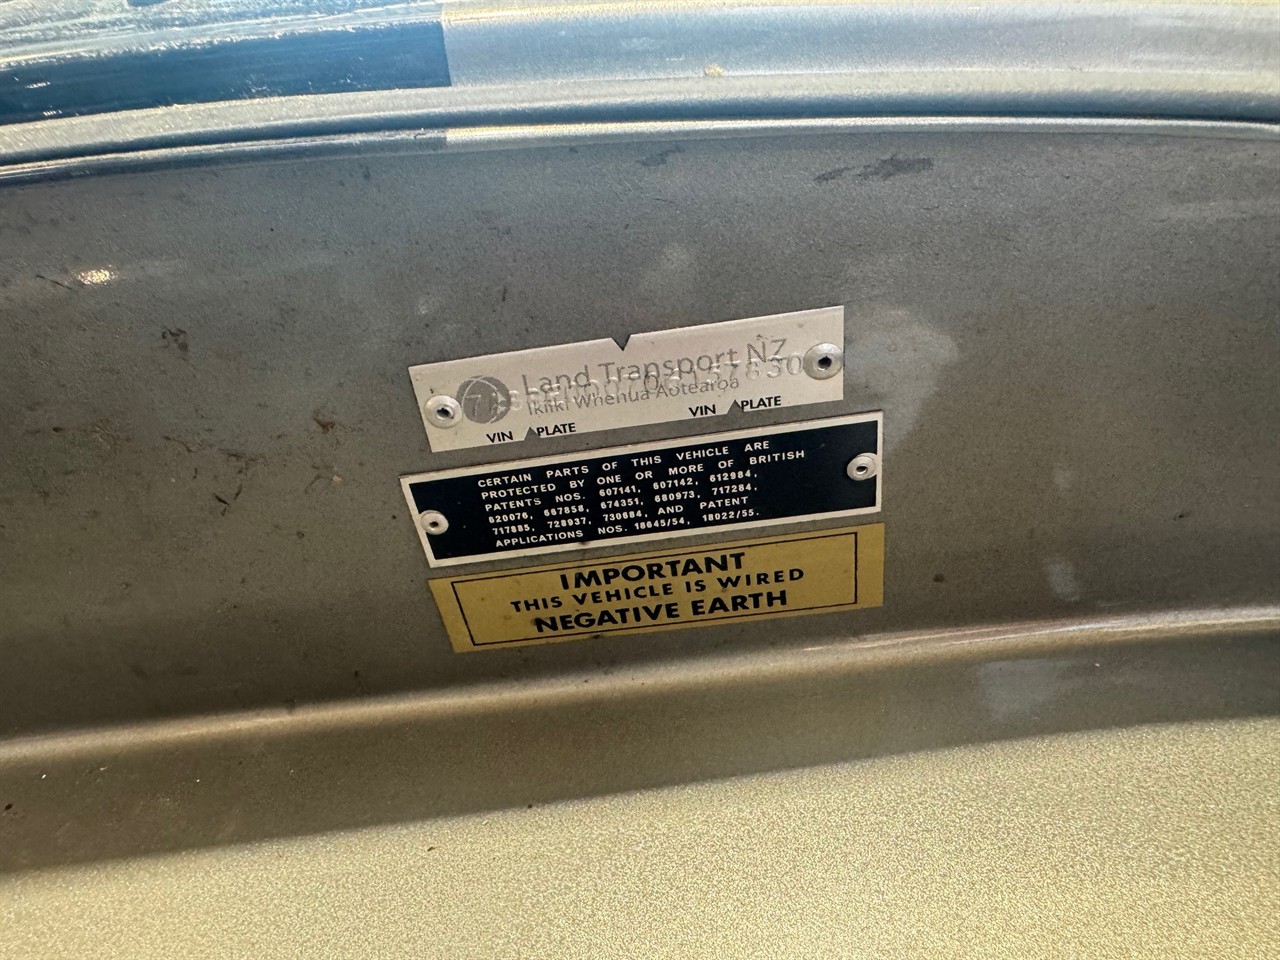 Land Transport NZ
Ikiiki Whenua Aotearoa
VIN PLATE VIN PLATE
CERTAIN PARTS OF THIS VEHICLE ARE
PROTECTED BY ONE OR MORE OF BRITISH
PATENTS NOS. 607141, 607142, 612984,
620076, 667858, 674351, 680973, 717284,
717885, 728937, 730684, AND PATENT
APPLICATIONS NOS. 18645/54, 18022/55.
IMPORTANT
THIS VEHICLE IS WIRED
NEGATIVE EARTH